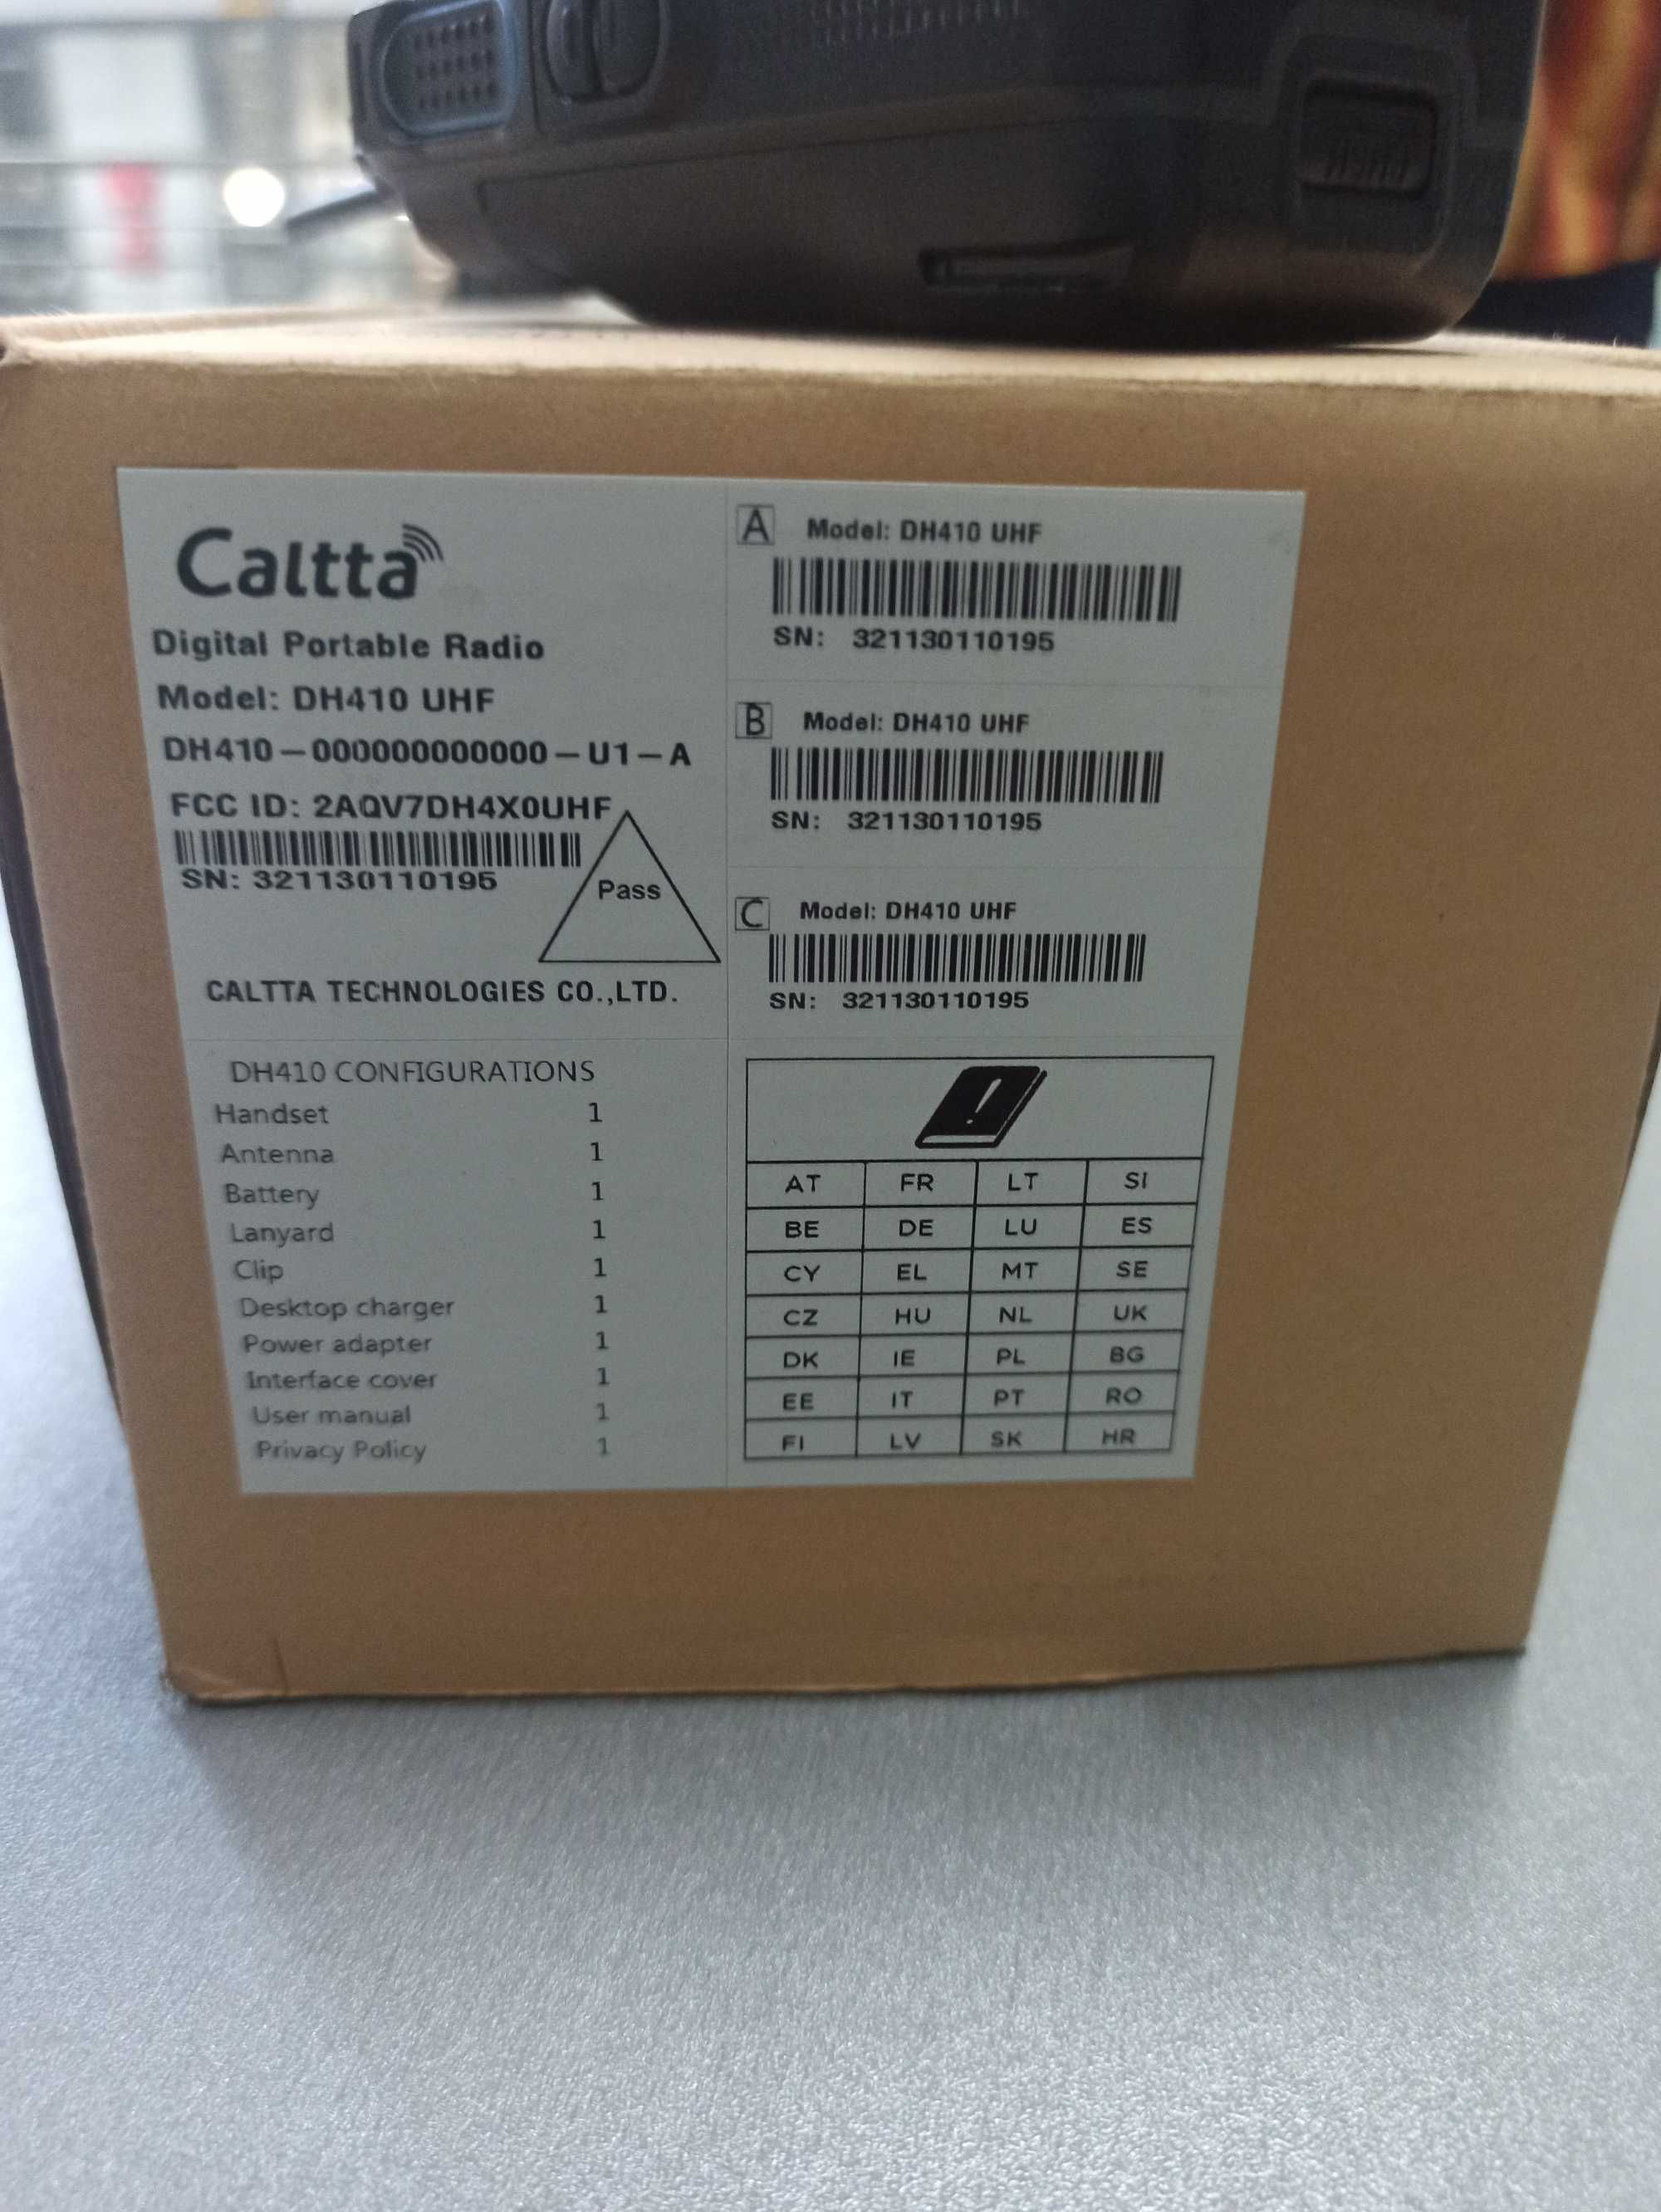 PUSH
Caltta
Digital Portable Radio
Model: DH410 UHF
DH410-000000000000-U1-A
FCC ID: 2AQV7DH4X0UHF
SN: 321130110195
Pass
CALTTA TECHNOLOGIES CO.,LTD.
A Model: DH410 UHF
SN: 321130110195
B Model: DH410 UHF
SN: 321130110195
C Model: DH410 UHF
SN: 321130110195
DH410 CONFIGURATIONS
Handset 1
Antenna 1
Battery 1
Lanyard 1
Clip 1
Desktop charger 1
Power adapter 1
Interface cover 1
User manual 1
Privacy Policy 1
!
AT FR LT SI
BE DE LU ES
CY EL MT SE
CZ HU NL UK
DK IE PL BG
EE IT PT RO
FI LV SK HR